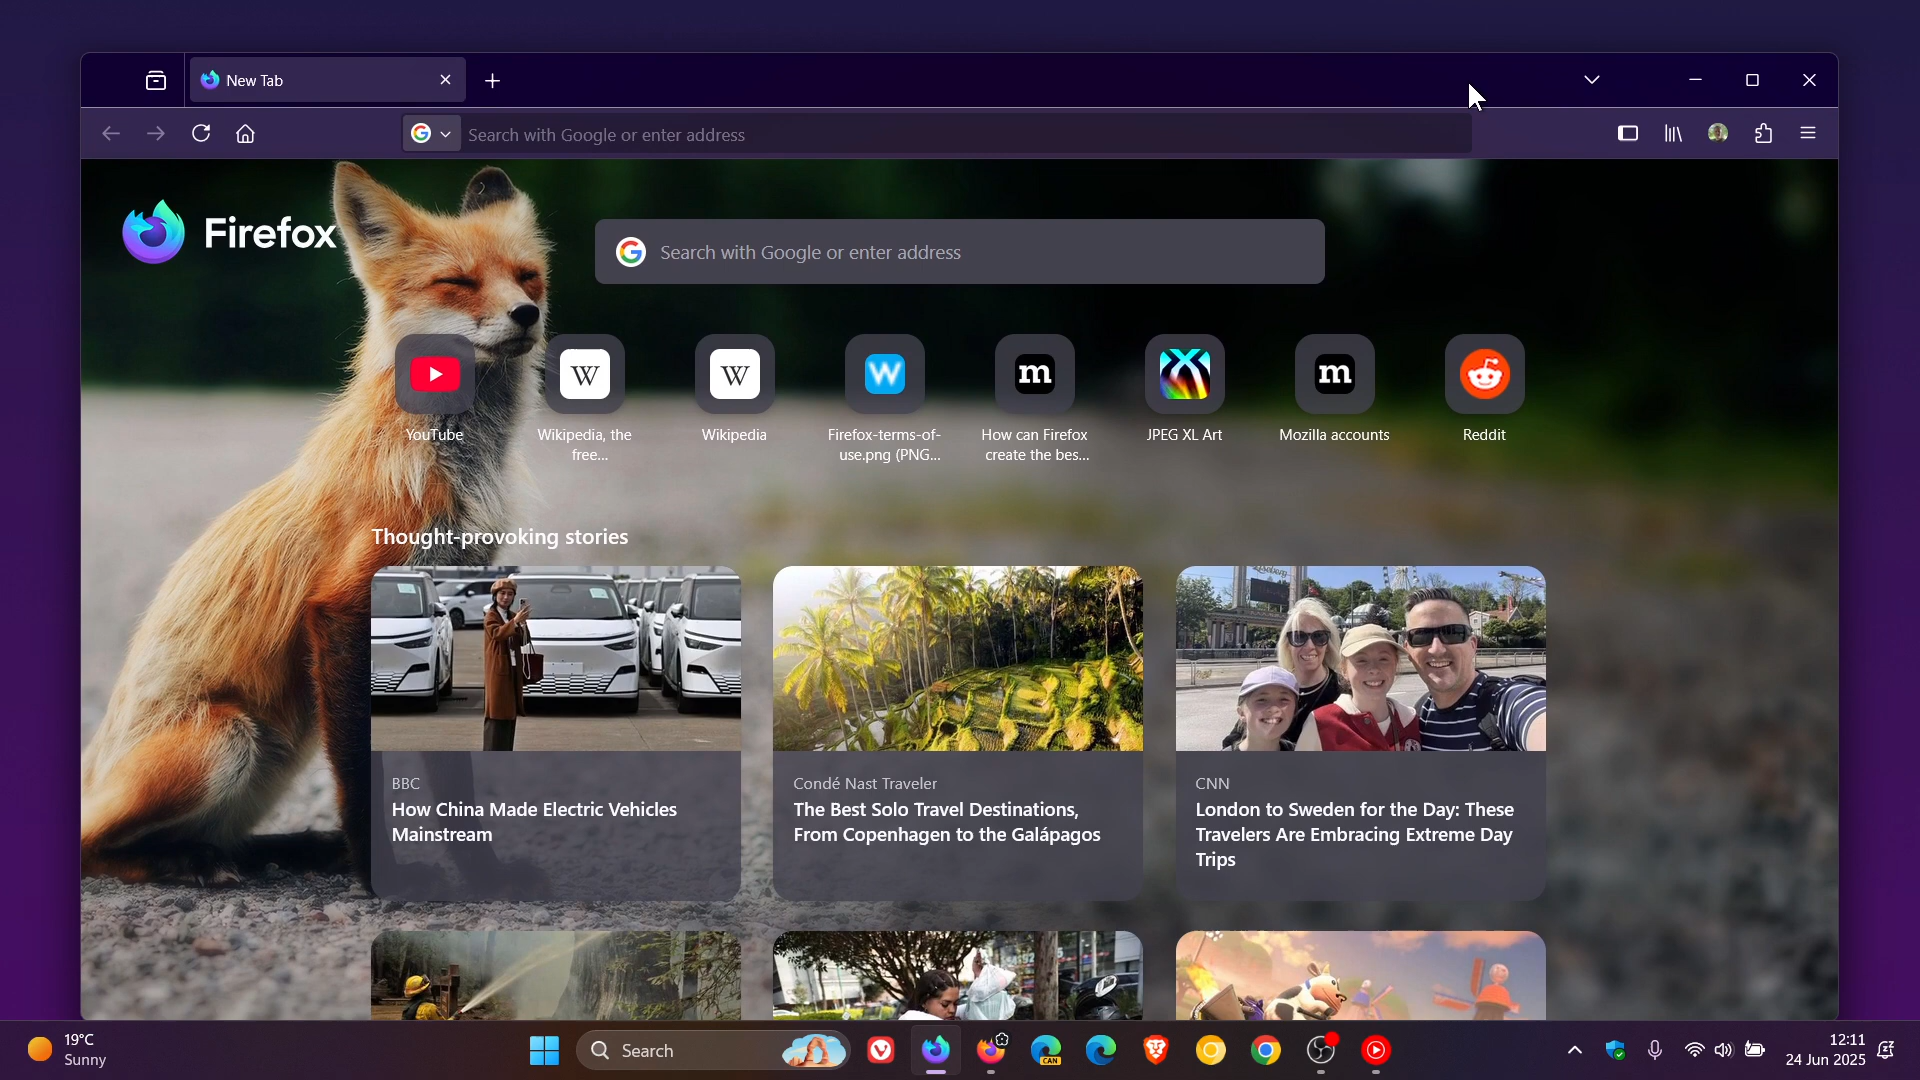 New Tab
Search with Google or enter address
Firefox
Search with Google or enter address
YouTube
Wikipedia, the
free...
Wikipedia
Firefox-terms-of-
use.png (PNG...
How can Firefox
create the bes...
JPEG XL Art
Mozilla accounts
Reddit
Thought-provoking stories
BBC
How China Made Electric Vehicles
Mainstream
Condé Nast Traveler
The Best Solo Travel Destinations,
From Copenhagen to the Galápagos
CNN
London to Sweden for the Day: These
Travelers Are Embracing Extreme Day
Trips
19°C
Sunny
Search
CAN
12:11
24 Jun 2025